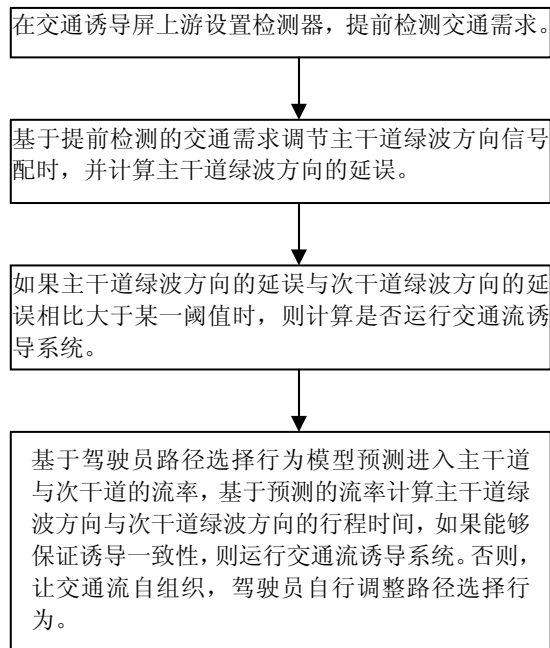 在交通诱导屏上游设置检测器，提前检测交通需求。
基于提前检测的交通需求调节主干道绿波方向信号
配时，并计算主干道绿波方向的延误。
如果主干道绿波方向的延误与次干道绿波方向的延
误相比大于某一阈值时，则计算是否运行交通流诱
导系统。
基于驾驶员路径选择行为模型预测进入主干道
与次干道的流率，基于预测的流率计算主干道绿
波方向与次干道绿波方向的行程时间，如果能够
保证诱导一致性，则运行交通流诱导系统。否则，
让交通流自组织，驾驶员自行调整路径选择行
为。